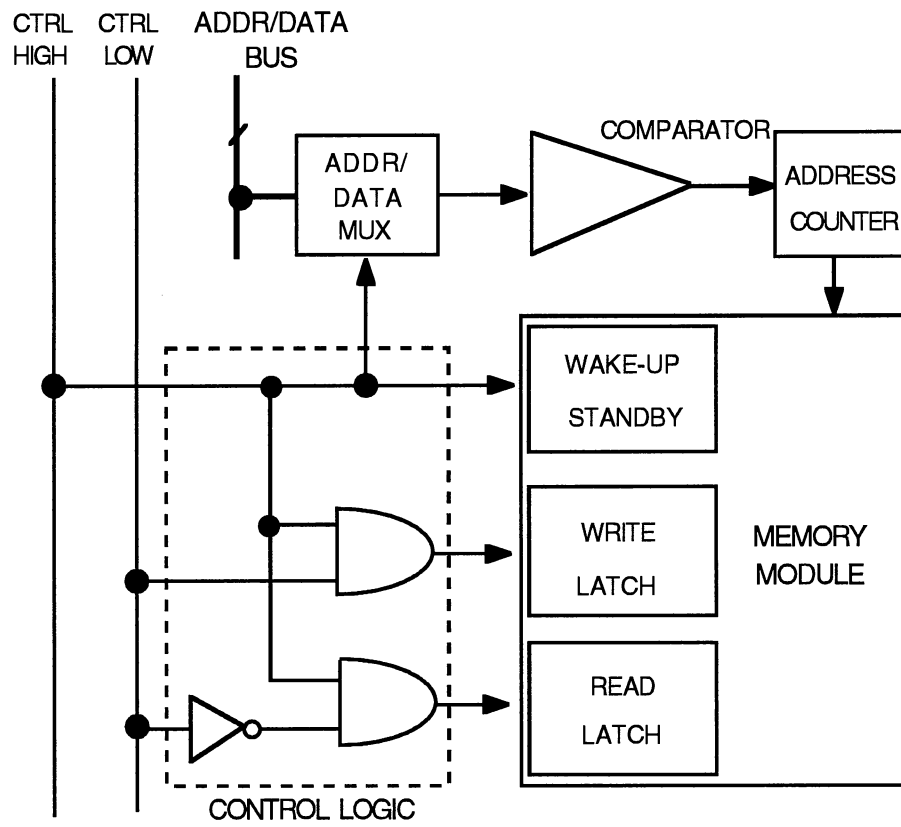 CTRL
HIGH
CTRL
LOW
ADDR/DATA
BUS
ADDR/
DATA
MUX
COMPARATOR
ADDRESS
COUNTER
WAKE-UP
STANDBY
WRITE
LATCH
MEMORY
MODULE
READ
LATCH
CONTROL LOGIC